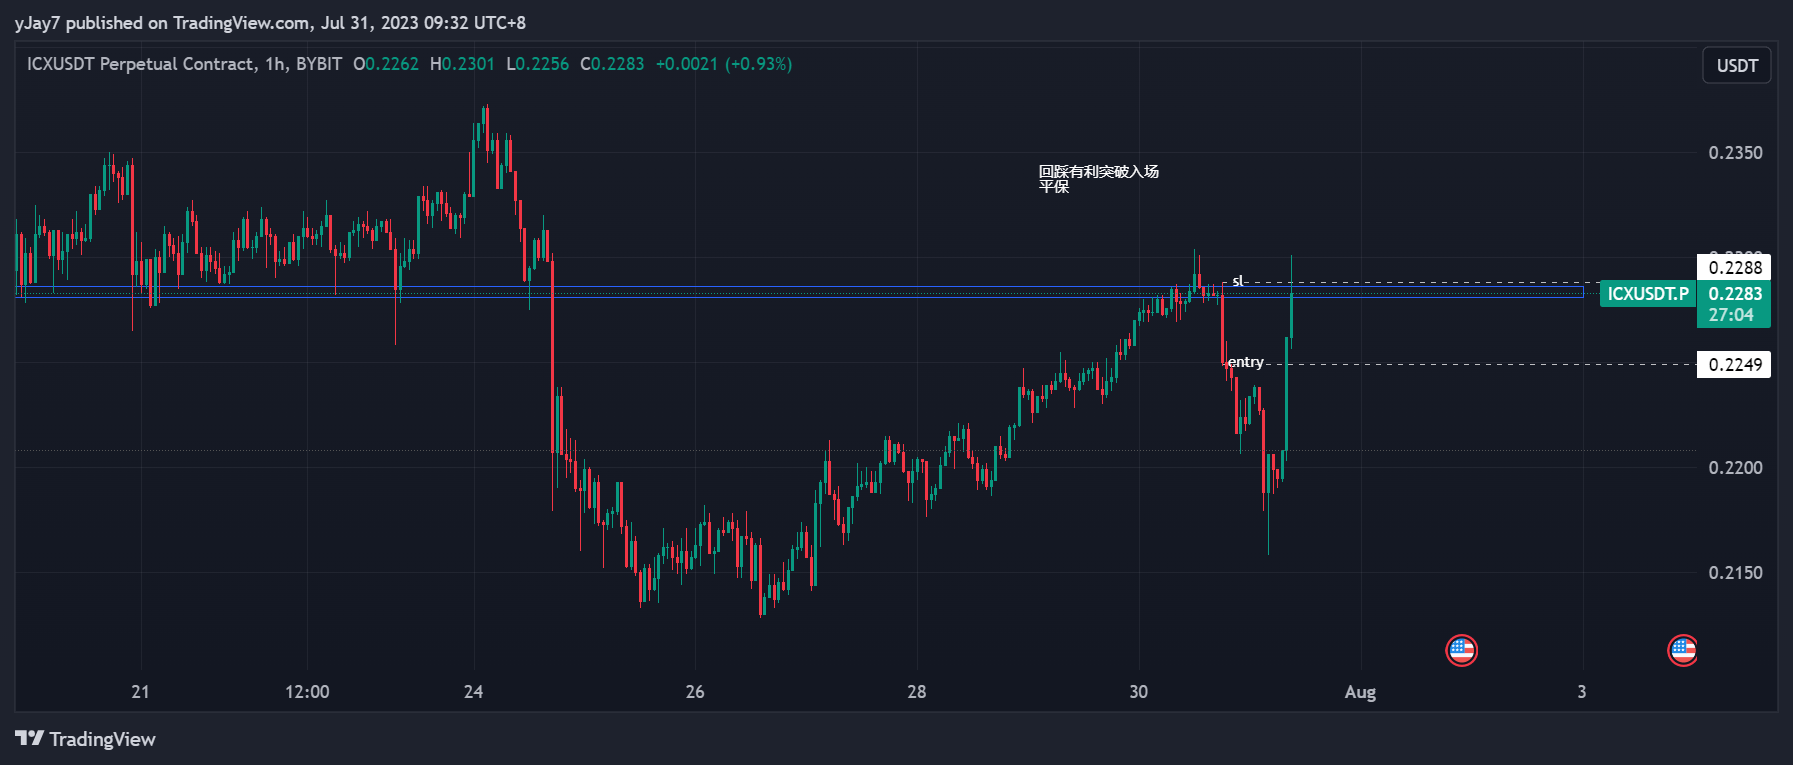 yJay7 published on TradingView.com, Jul 31, 2023 09:32 UTC+8
ICXUSDT Perpetual Contract, 1h, BYBIT O0.2262 H0.2301 L0.2256 C0.2283 +0.0021 (+0.93%)
USDT
0.2350
回踩有利突破入场
平保
0.2288
sl
ICXUSDT.P 0.2283
27:04
entry
0.2249
0.2200
0.2150
21 12:00 24 26 28 30 Aug 3
TradingView